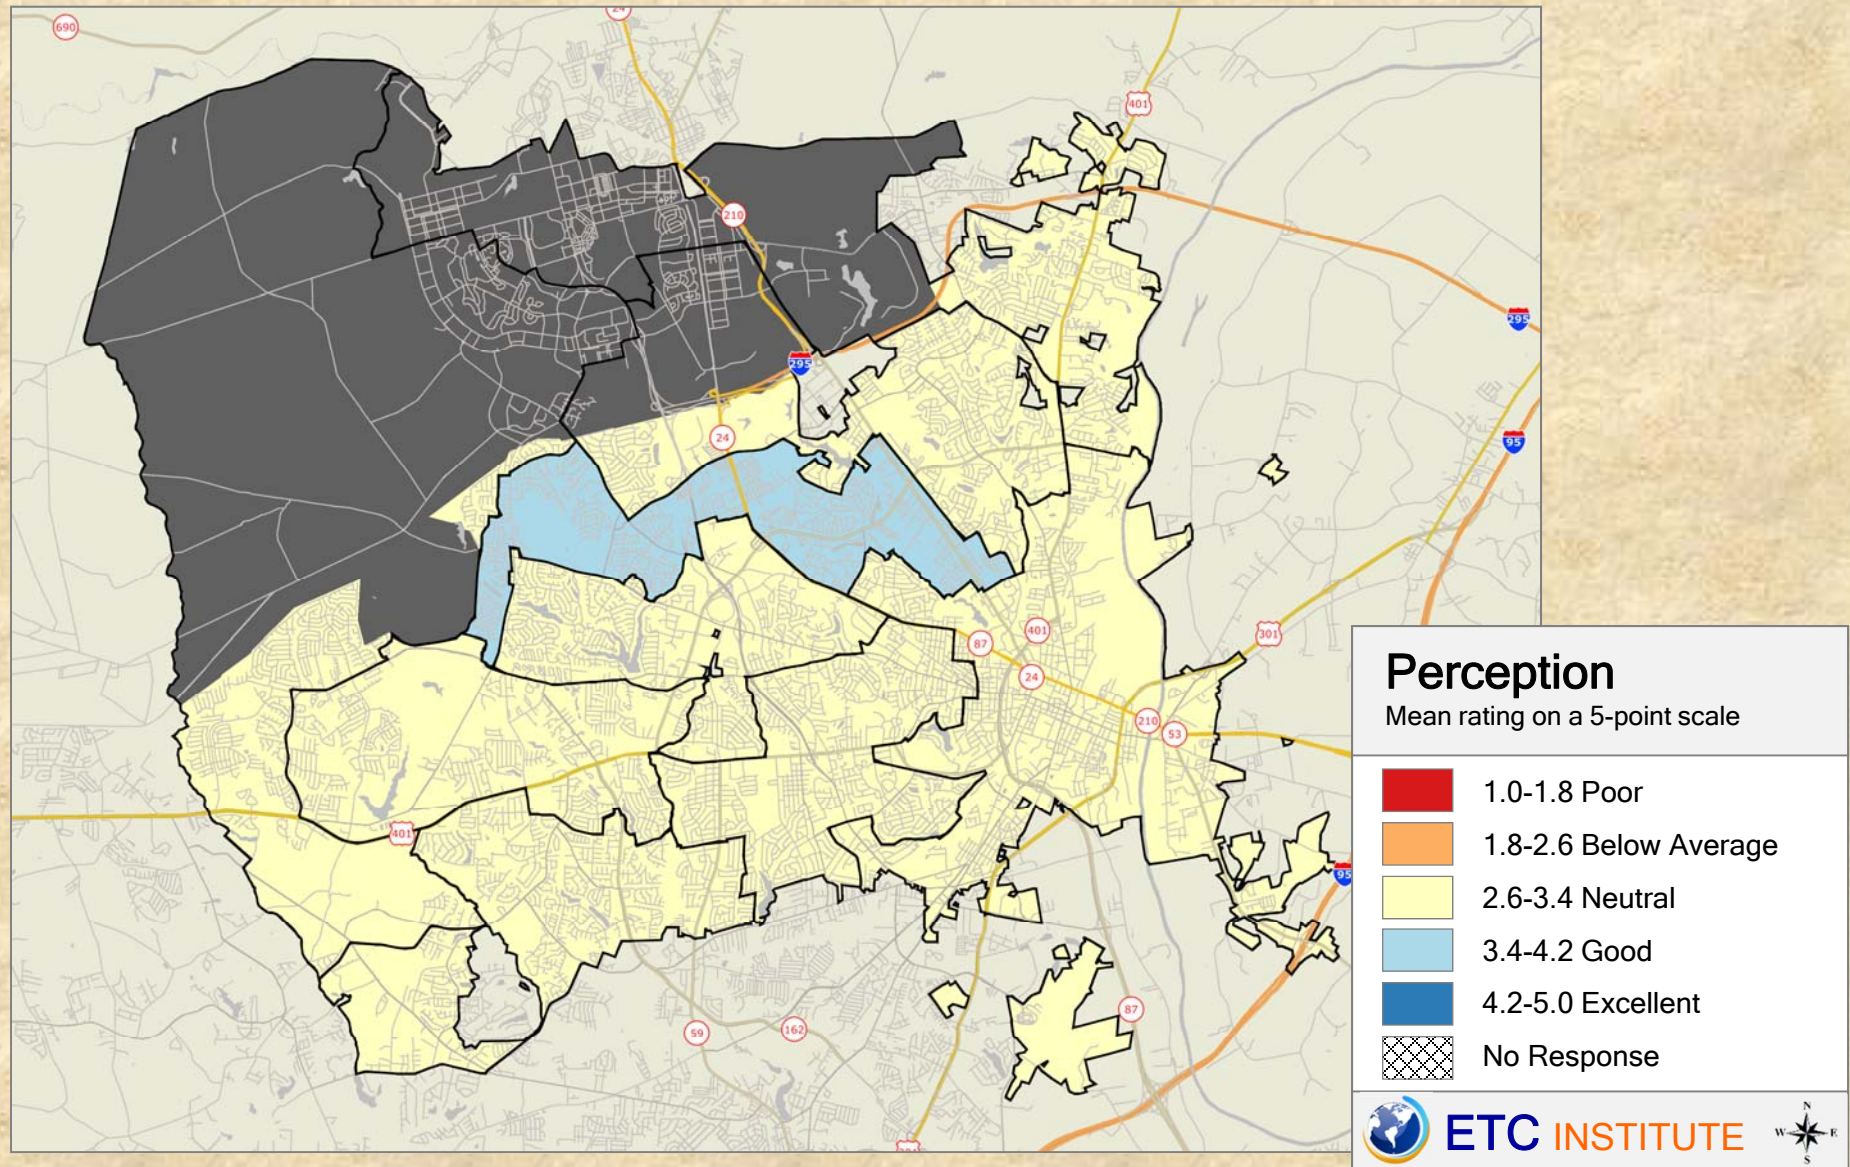 690
24
401
210
295
295
24
95
87
401
301
24
210
53
401
95
87
59
162
Perception
Mean rating on a 5-point scale
1.0-1.8 Poor
1.8-2.6 Below Average
2.6-3.4 Neutral
3.4-4.2 Good
4.2-5.0 Excellent
No Response
ETC INSTITUTE
N
W E
S